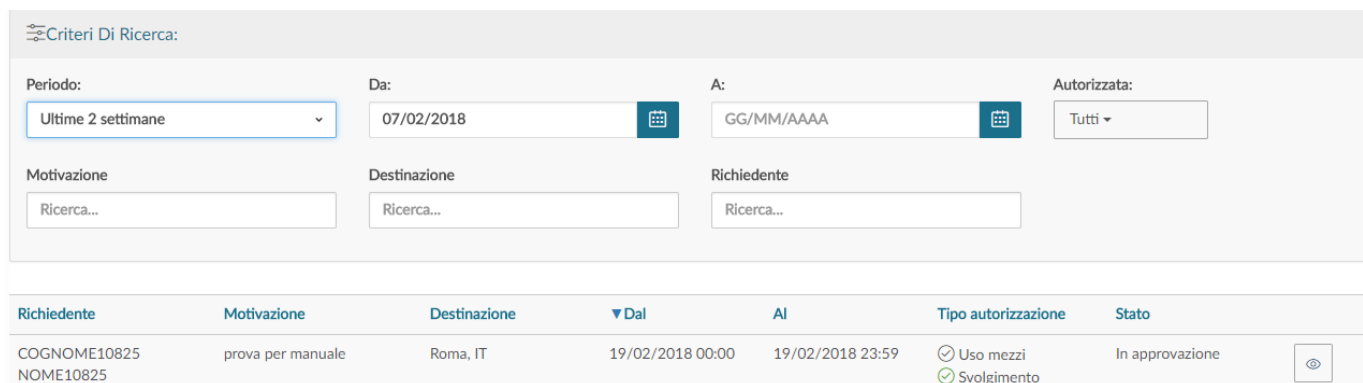 Criteri Di Ricerca:
Periodo: Da: A: Autorizzata:
Ultime 2 settimane 07/02/2018 GG/MM/AAAA Tutti
Motivazione Destinazione Richiedente
Ricerca... Ricerca... Ricerca...
Richiedente Motivazione Destinazione Dal Al Tipo autorizzazione Stato
COGNOME10825 prova per manuale Roma, IT 19/02/2018 00:00 19/02/2018 23:59 Uso mezzi In approvazione
NOME10825 Svolgimento